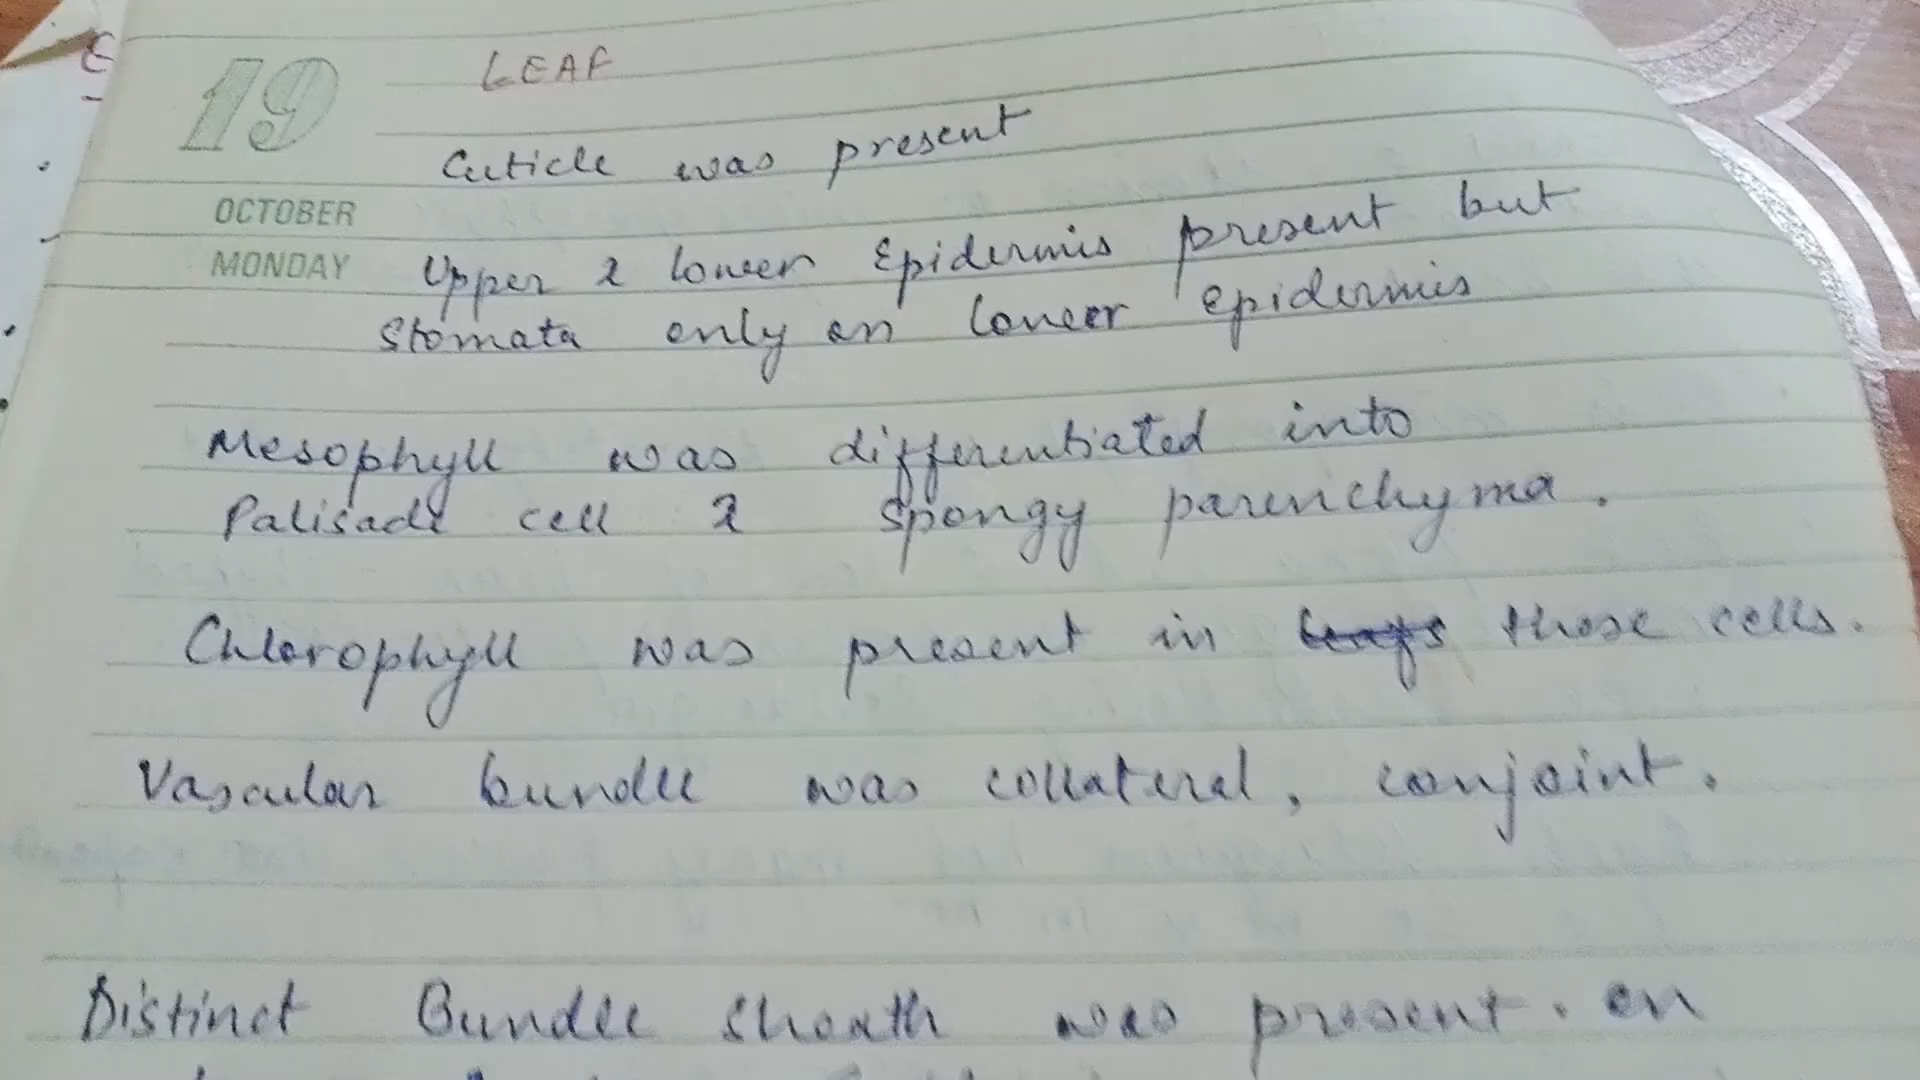 19
LEAF
Cuticle was present
OCTOBER
MONDAY
Upper & lower Epidermis present but
stomata only on lower epidermis
Mesophyll was differentiated into
Palisade cell & spongy parenchyma.
Chlorophyll was present in those cells.
Vascular bundle was collateral, conjoint.
Distinct Bundle sheath was present. on